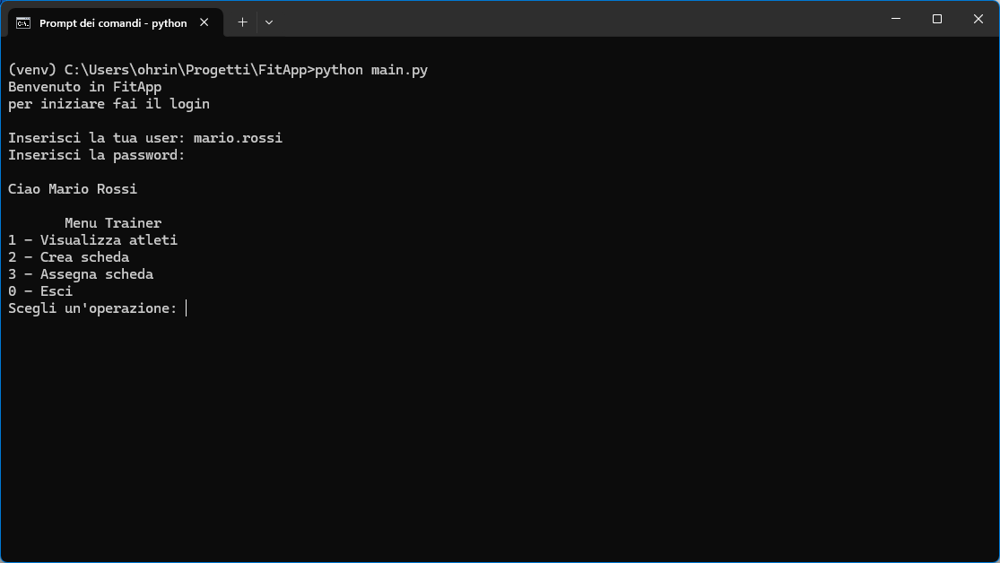 Prompt dei comandi - python
(venv) C:\Users\ohrin\Progetti\FitApp>python main.py
Benvenuto in FitApp
per iniziare fai il login
Inserisci la tua user: mario.rossi
Inserisci la password:
Ciao Mario Rossi
Menu Trainer
1 - Visualizza atleti
2 - Crea scheda
3 - Assegna scheda
0 - Esci
Scegli un'operazione: